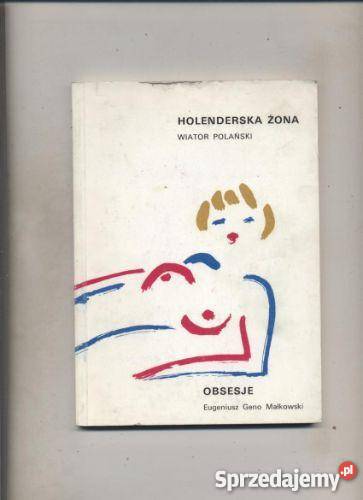 HOLENDERSKA ŻONA
WIATOR POLAŃSKI
OBSESJE
Eugeniusz Geno Małkowski
Sprzedajemy.pl